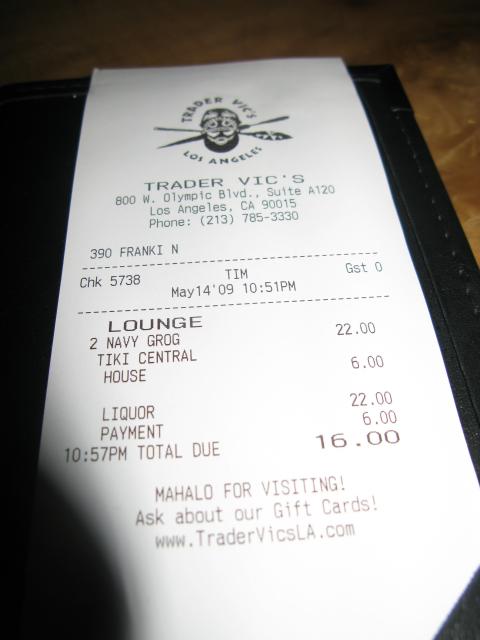 TRADER VIC'S
LOS ANGELES
TRADER VIC'S
800 W. Olympic Blvd., Suite A120
Los Angeles, CA 90015
Phone: (213) 785-3330
390 FRANKI N
Chk 5738 TIM Gst 0
May14'09 10:51PM
LOUNGE
2 NAVY GROG 22.00
TIKI CENTRAL
HOUSE 6.00
LIQUOR 22.00
PAYMENT 6.00
10:57PM TOTAL DUE 16.00
MAHALO FOR VISITING!
Ask about our Gift Cards!
www.TraderVicsLA.com